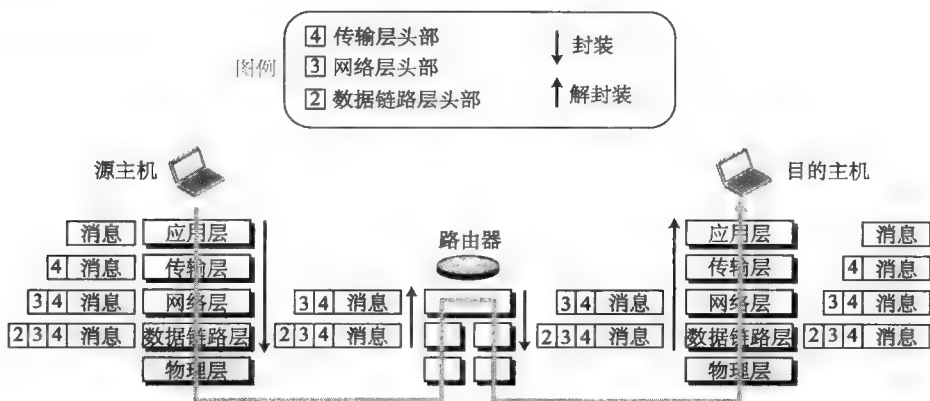 图例
4 传输层头部
3 网络层头部
2 数据链路层头部
封装
解封装
源主机
目的主机
路由器
消息 应用层
4 消息 传输层
3 4 消息 网络层
2 3 4 消息 数据链路层
物理层
3 4 消息
2 3 4 消息
3 4 消息
2 3 4 消息
应用层 消息
传输层 4 消息
网络层 3 4 消息
数据链路层 2 3 4 消息
物理层